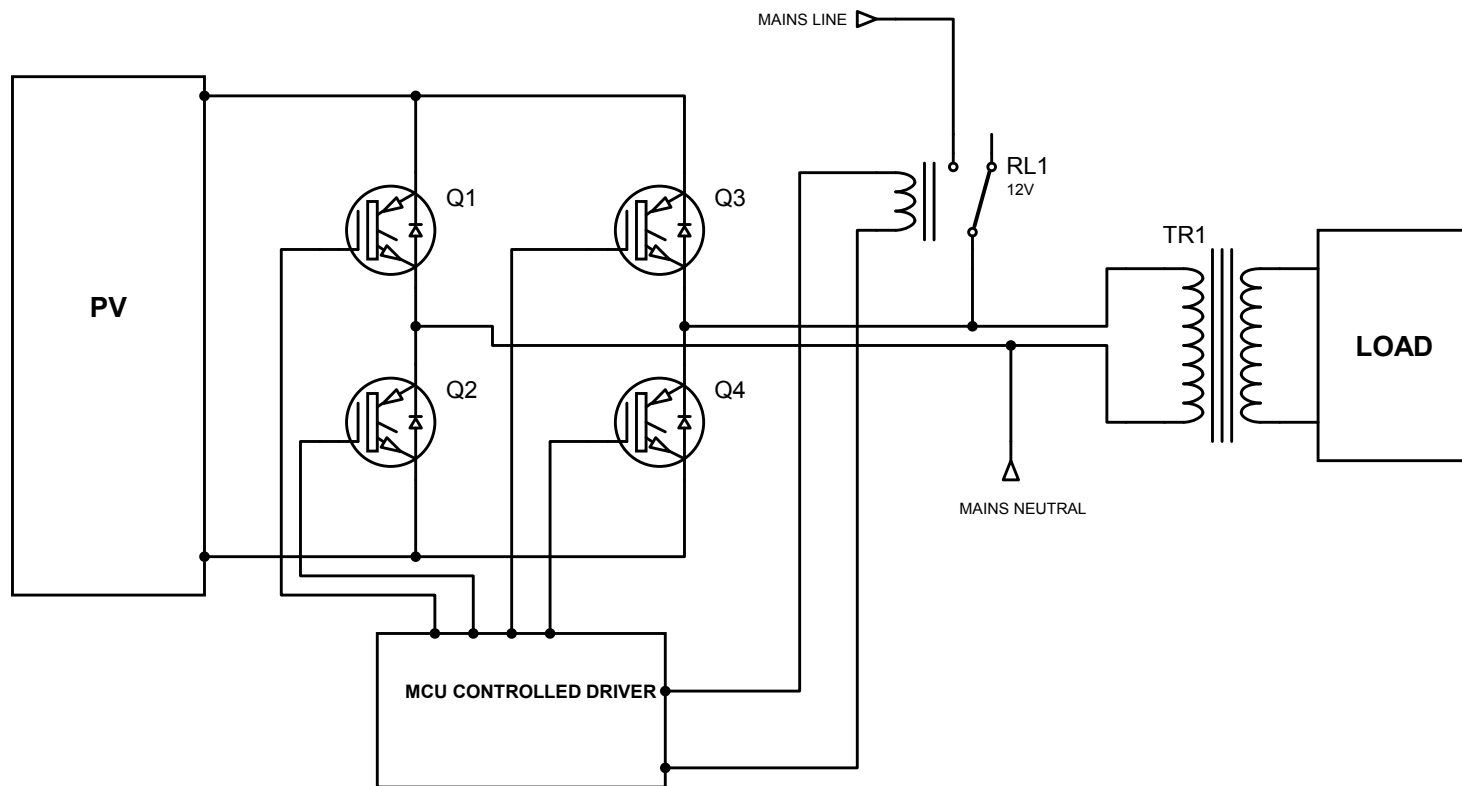 MAINS LINE
Q1
Q3
RL1
12V
TR1
PV
LOAD
Q2
Q4
MAINS NEUTRAL
MCU CONTROLLED DRIVER